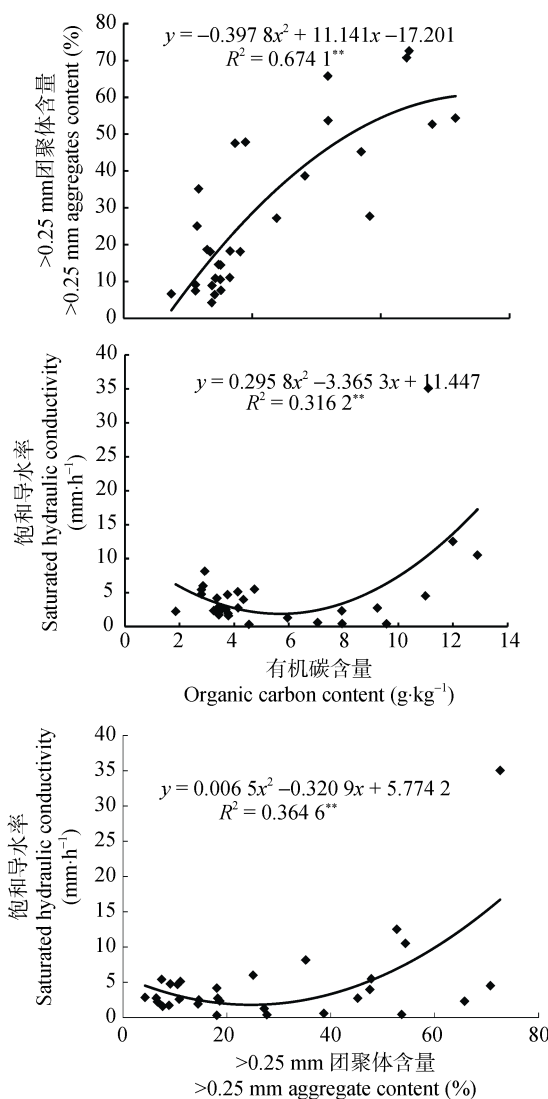 80
70
60
50
40
30
20
10
0
>0.25 mm团聚体含量
>0.25 mm aggregates content (%)
y = −0.397 8x² + 11.141x −17.201
R² = 0.674 1**
40
35
30
25
20
15
10
5
0
饱和导水率
Saturated hydraulic conductivity
(mm·h⁻¹)
y = 0.295 8x² −3.365 3x + 11.447
R² = 0.316 2**
0 2 4 6 8 10 12 14
有机碳含量
Organic carbon content (g·kg⁻¹)
40
35
30
25
20
15
10
5
0
饱和导水率
Saturated hydraulic conductivity
(mm·h⁻¹)
y = 0.006 5x² −0.320 9x + 5.774 2
R² = 0.364 6**
0 20 40 60 80
>0.25 mm 团聚体含量
>0.25 mm aggregate content (%)